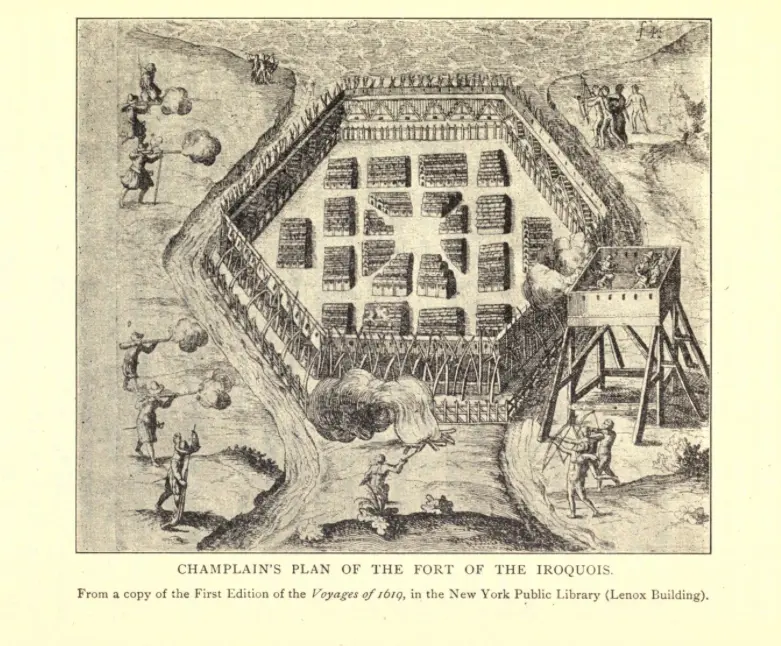 CHAMPLAIN'S PLAN OF THE FORT OF THE IROQUOIS.
From a copy of the First Edition of the Voyages of 1619, in the New York Public Library (Lenox Building).